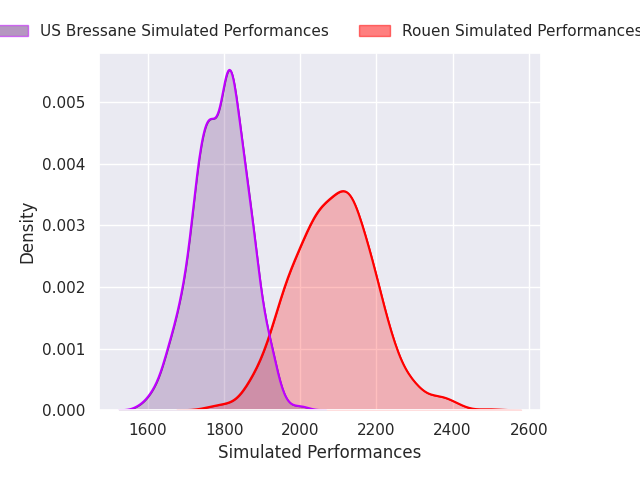 US Bressane Simulated Performances
Rouen Simulated Performances
0.005
0.004
0.003
0.002
0.001
0.000
Density
1600 1800 2000 2200 2400 2600
Simulated Performances